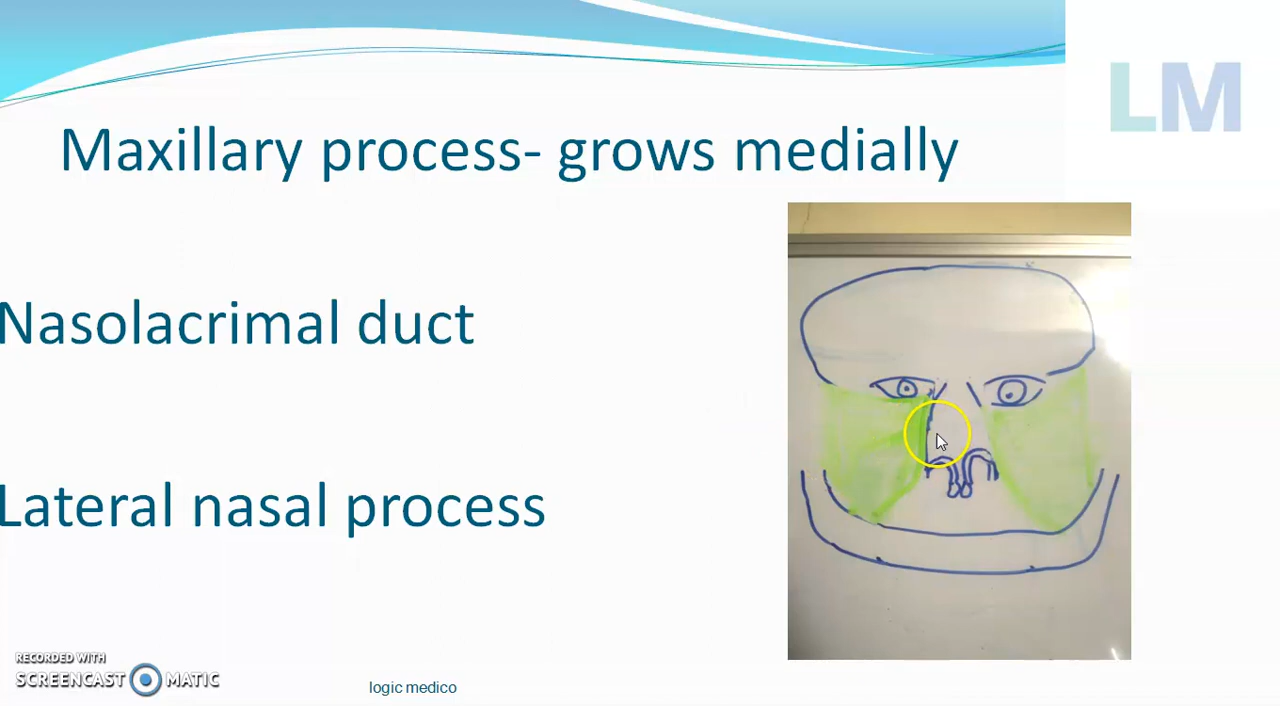 LM
Maxillary process- grows medially
Nasolacrimal duct
Lateral nasal process
RECORDED WITH
SCREENCAST MATIC
logic medico